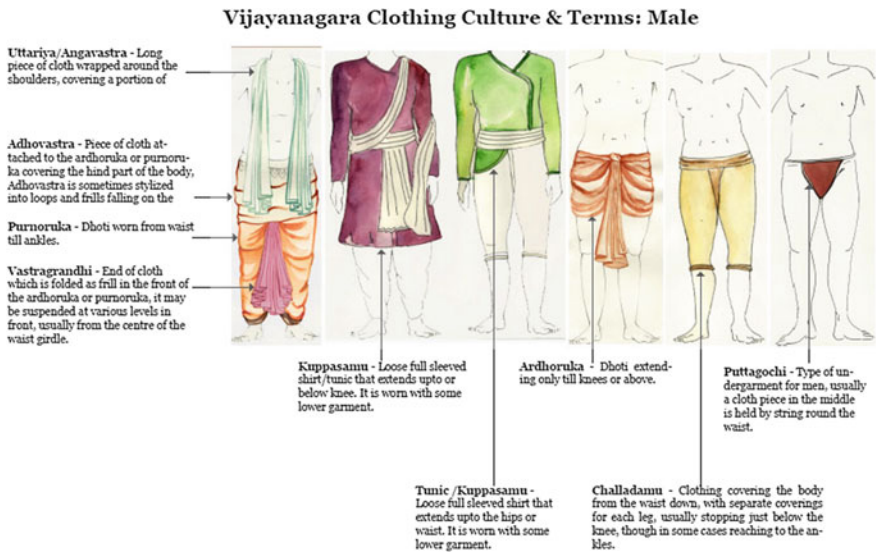 Vijayanagara Clothing Culture & Terms: Male
Uttariya/Angavastra - Long
piece of cloth wrapped around the
shoulders, covering a portion of
Adhovastra - Piece of cloth at-
tached to the ardhoruka or purnoru-
ka covering the hind part of the body,
Adhovastra is sometimes stylized
into loops and frills falling on the
Purnoruka - Dhoti worn from waist
till ankles.
Vastragrandhi - End of cloth
which is folded as frill in the front of
the ardhoruka or purnoruka, it may
be suspended at various levels in
front, usually from the centre of the
waist girdle.
Kuppasamu - Loose full sleeved
shirt/tunic that extends upto or
below knee. It is worn with some
lower garment.
Ardhoruka - Dhoti extend-
ing only till knees or above.
Puttagochi - Type of un-
dergarment for men, usually
a cloth piece in the middle
is held by string round the
waist.
Tunic /Kuppasamu -
Loose full sleeved shirt that
extends upto the hips or
waist. It is worn with some
lower garment.
Challadamu - Clothing covering the body
from the waist down, with separate coverings
for each leg, usually stopping just below the
knee, though in some cases reaching to the an-
kles.